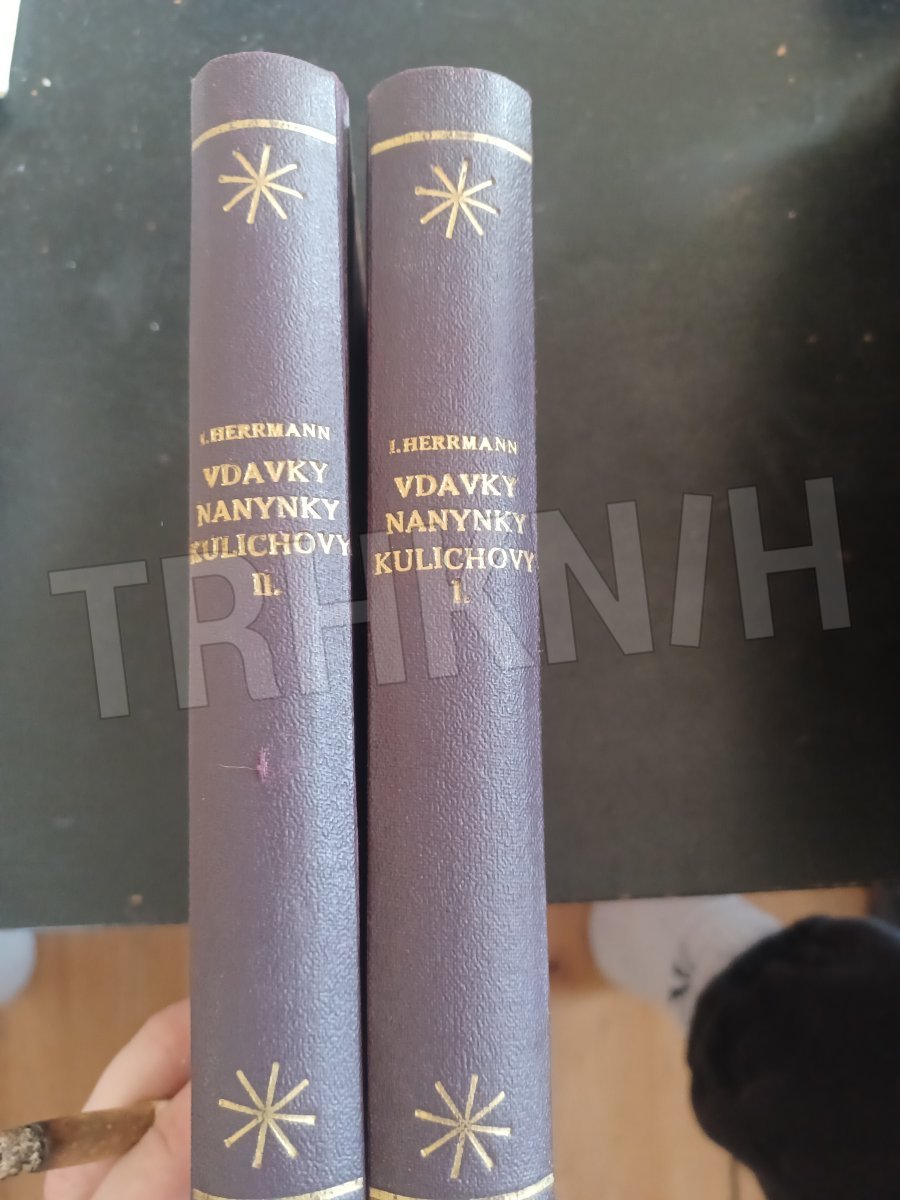 I.HERRMANN
VDAVKY
NANYNKY
KULICHOVY
II.
I.HERRMANN
VDAVKY
NANYNKY
KULICHOVY
I.
TRHKNIH